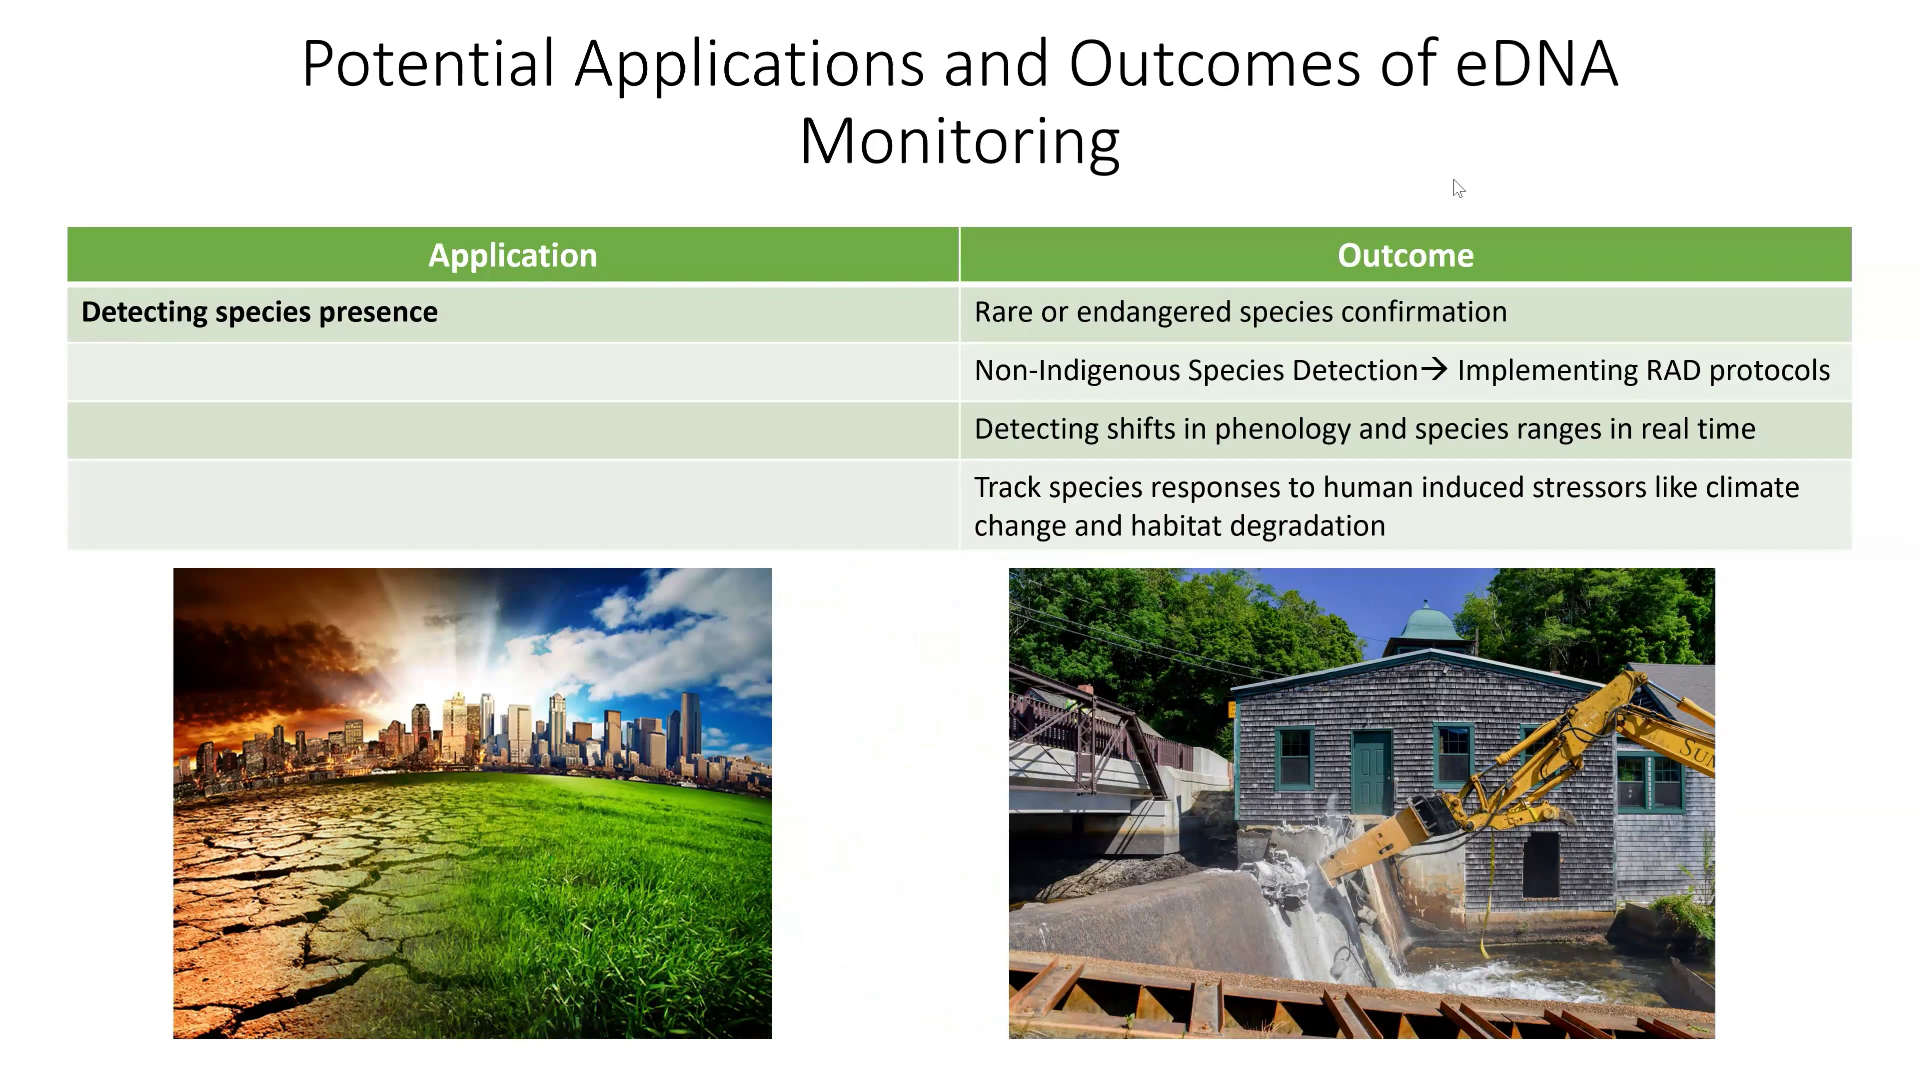 Potential Applications and Outcomes of eDNA
Monitoring
Application
Outcome
Detecting species presence
Rare or endangered species confirmation
Non-Indigenous Species Detection→ Implementing RAD protocols
Detecting shifts in phenology and species ranges in real time
Track species responses to human induced stressors like climate
change and habitat degradation